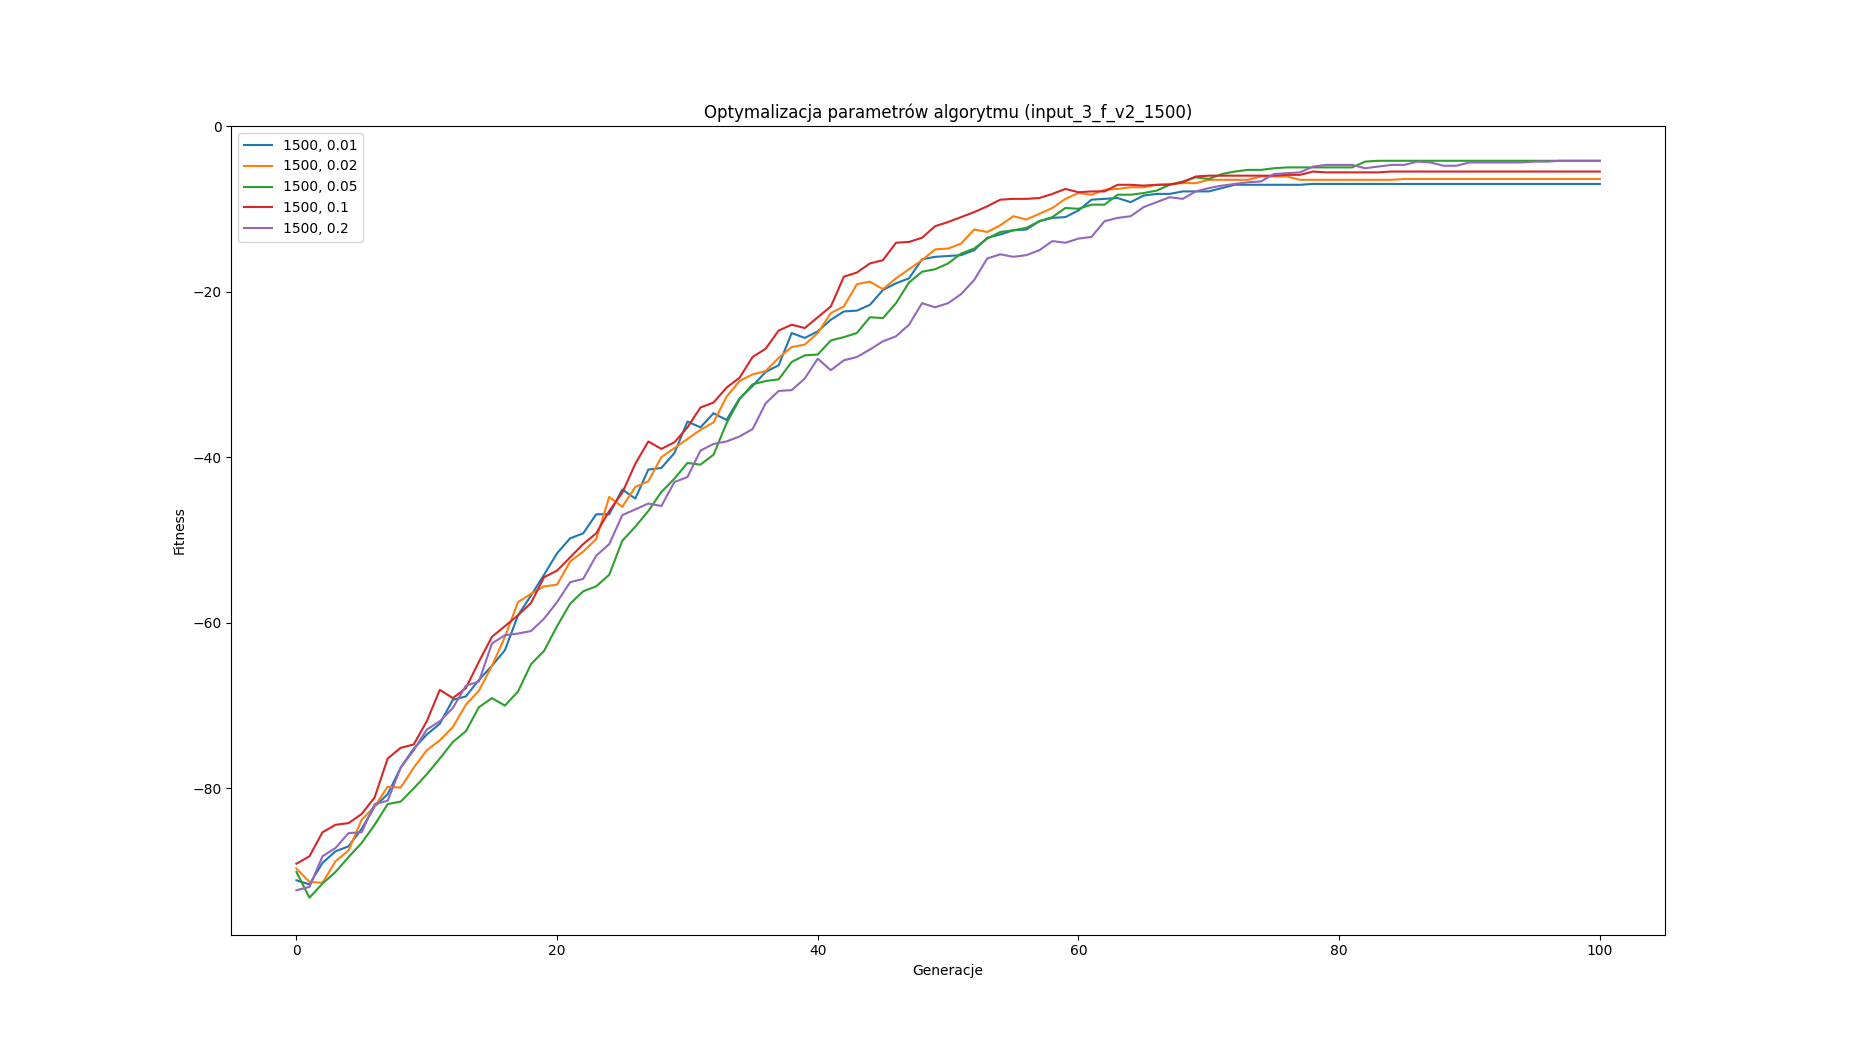 Optymalizacja parametrów algorytmu (input_3_f_v2_1500)
1500, 0.01
1500, 0.02
1500, 0.05
1500, 0.1
1500, 0.2
0
−20
−40
−60
−80
Fitness
0 20 40 60 80 100
Generacje